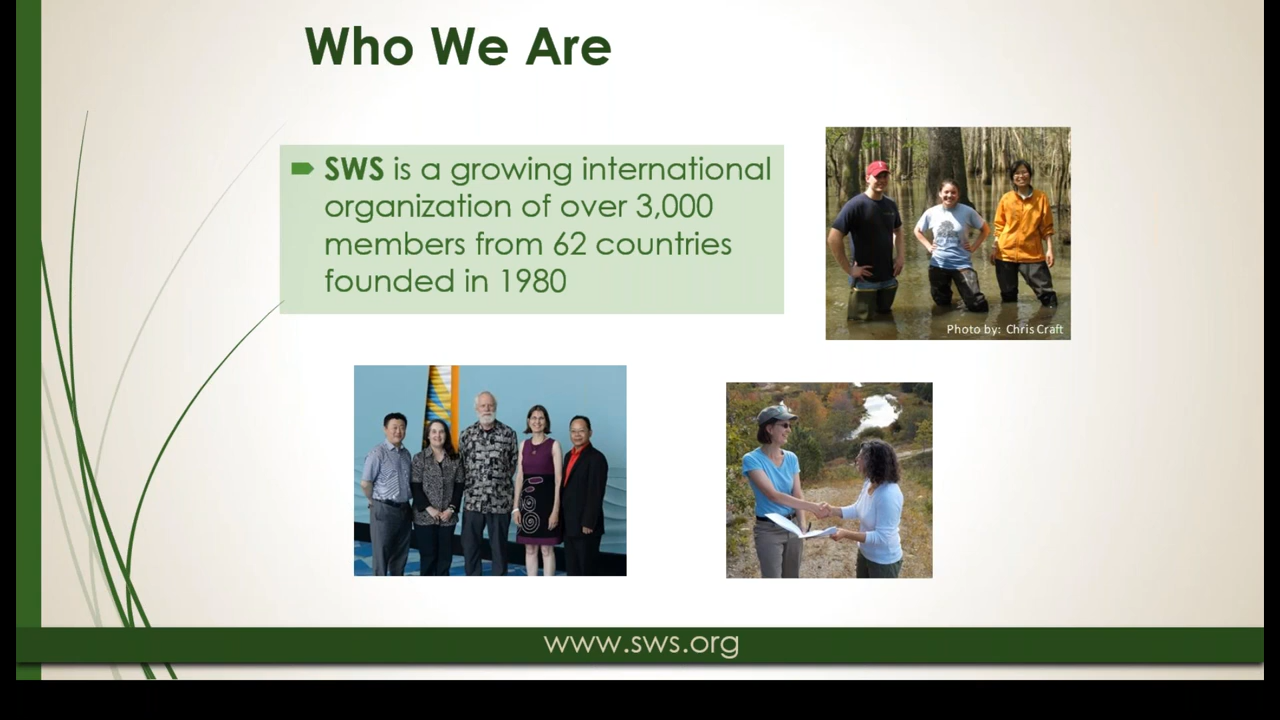 Who We Are
SWS is a growing international
organization of over 3,000
members from 62 countries
founded in 1980
Photo by: Chris Craft
www.sws.org